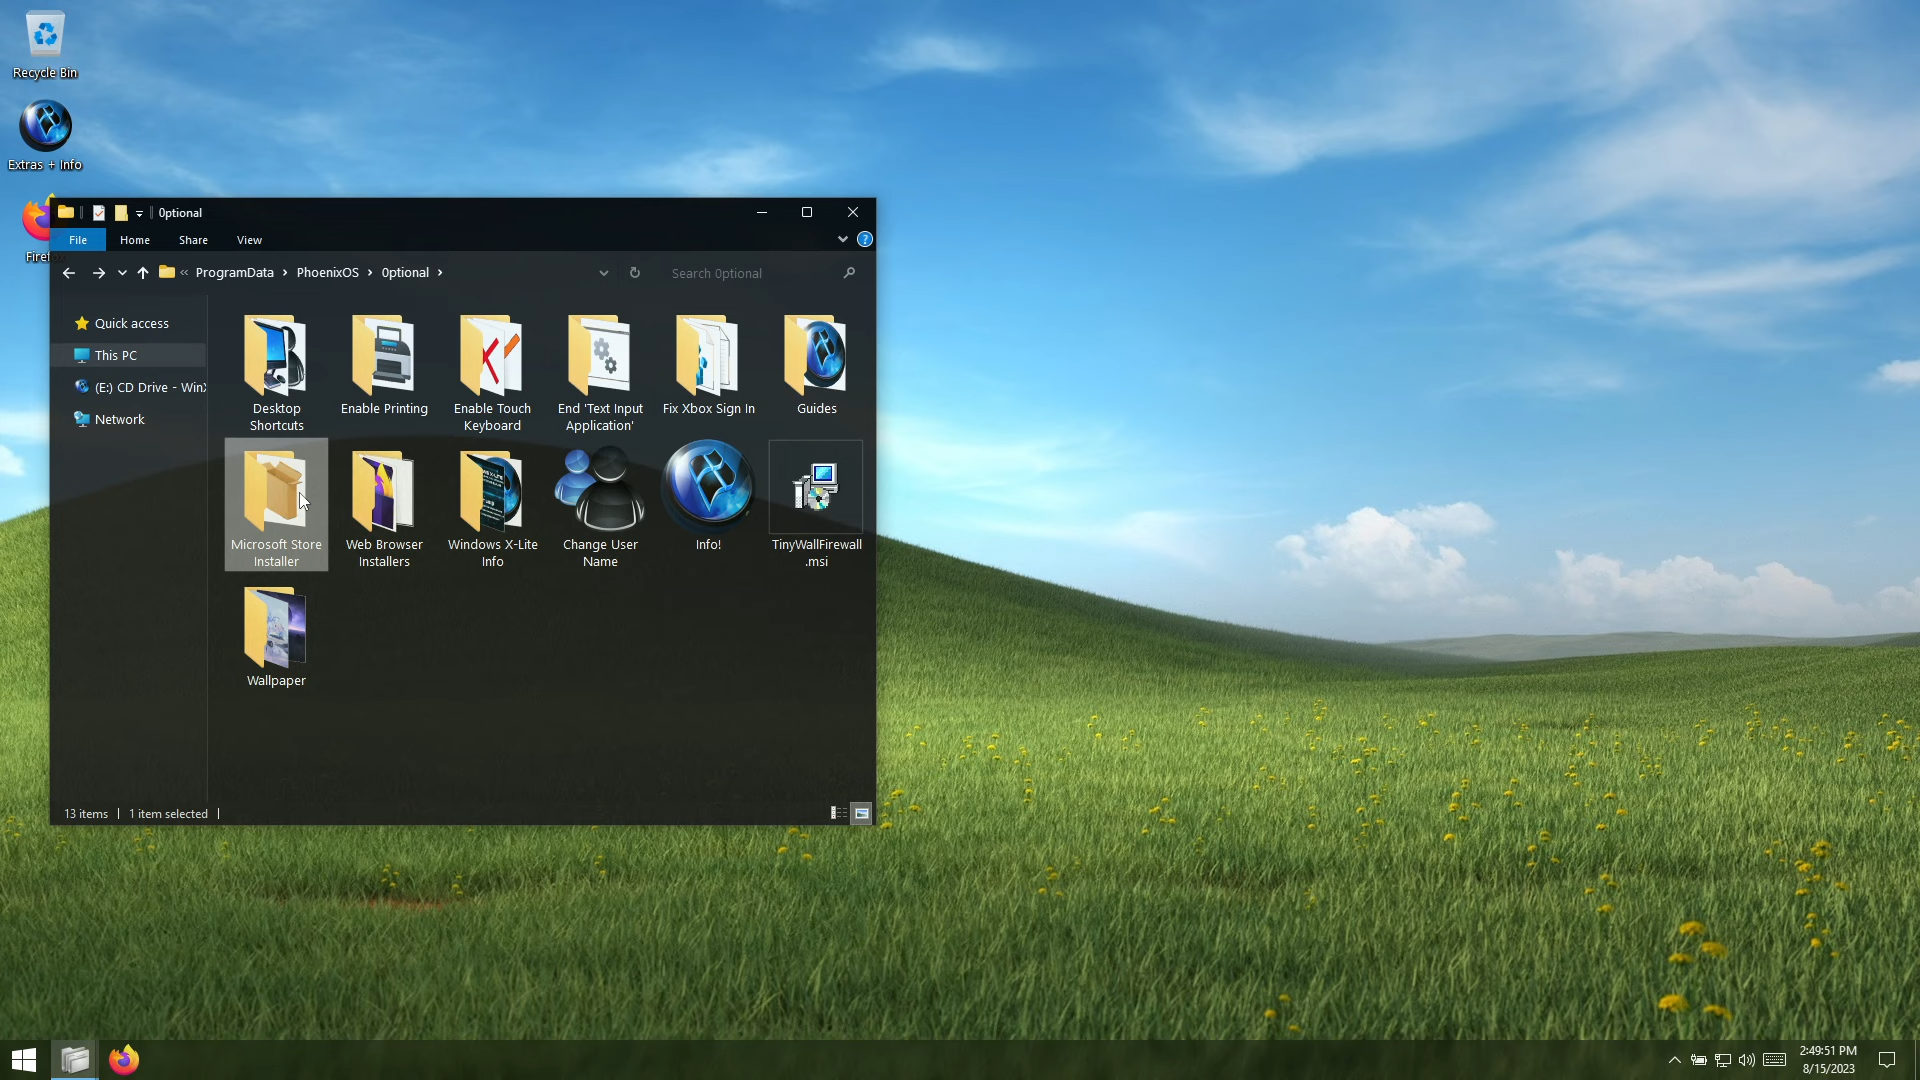 Recycle Bin
Extras + Info
Firefox
0ptional
File
Home
Share
View
« ProgramData › PhoenixOS › 0ptional ›
Search 0ptional
Quick access
This PC
(E:) CD Drive - Win
Network
Desktop
Shortcuts
Enable Printing
Enable Touch
Keyboard
End 'Text Input
Application'
Fix Xbox Sign In
Guides
Microsoft Store
Installer
Web Browser
Installers
Windows X-Lite
Info
Change User
Name
Info!
TinyWallFirewall
.msi
Wallpaper
13 items
1 item selected
2:49:51 PM
8/15/2023